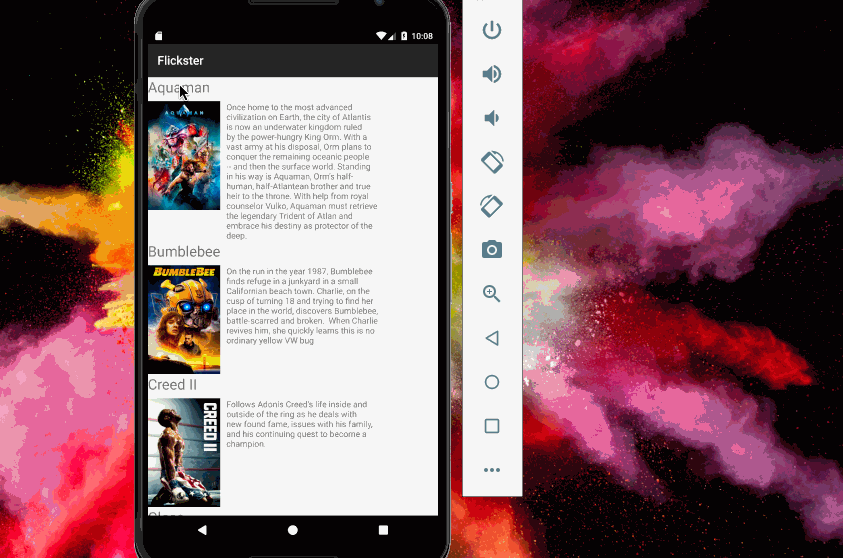 10:08
Flickster
Aquaman
AQUAMAN
Once home to the most advanced
civilization on Earth, the city of Atlantis
is now an underwater kingdom ruled
by the power-hungry King Orm. With a
vast army at his disposal, Orm plans to
conquer the remaining oceanic people
-- and then the surface world. Standing
in his way is Aquaman, Orm's half-
human, half-Atlantean brother and true
heir to the throne. With help from royal
counselor Vulko, Aquaman must retrieve
the legendary Trident of Atlan and
embrace his destiny as protector of the
deep.
Bumblebee
BUMBLEBEE
On the run in the year 1987, Bumblebee
finds refuge in a junkyard in a small
Californian beach town. Charlie, on the
cusp of turning 18 and trying to find her
place in the world, discovers Bumblebee,
battle-scarred and broken. When Charlie
revives him, she quickly learns this is no
ordinary yellow VW bug
Creed II
CREED II
Follows Adonis Creed's life inside and
outside of the ring as he deals with
new found fame, issues with his family,
and his continuing quest to become a
champion.